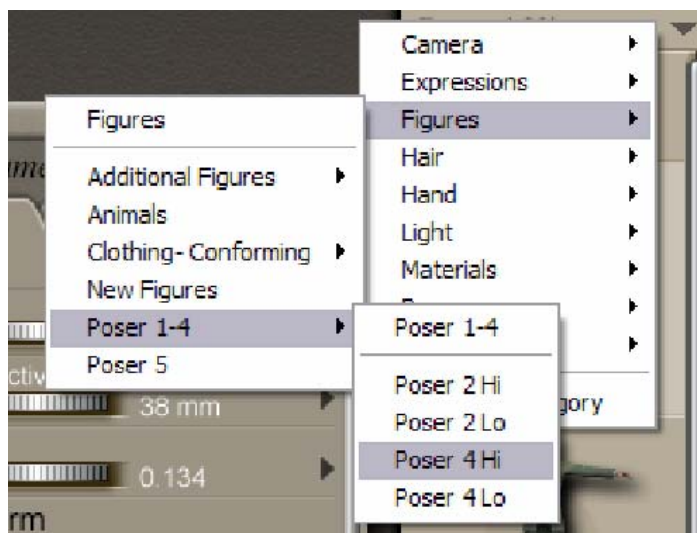 Camera
Expressions
Figures
Hair
Hand
Light
Materials
Figures
Additional Figures
Animals
Clothing- Conforming
New Figures
Poser 1-4
Poser 5
Poser 1-4
Poser 2 Hi
Poser 2 Lo
Poser 4 Hi
Poser 4 Lo
gory
38 mm
0.134
rm